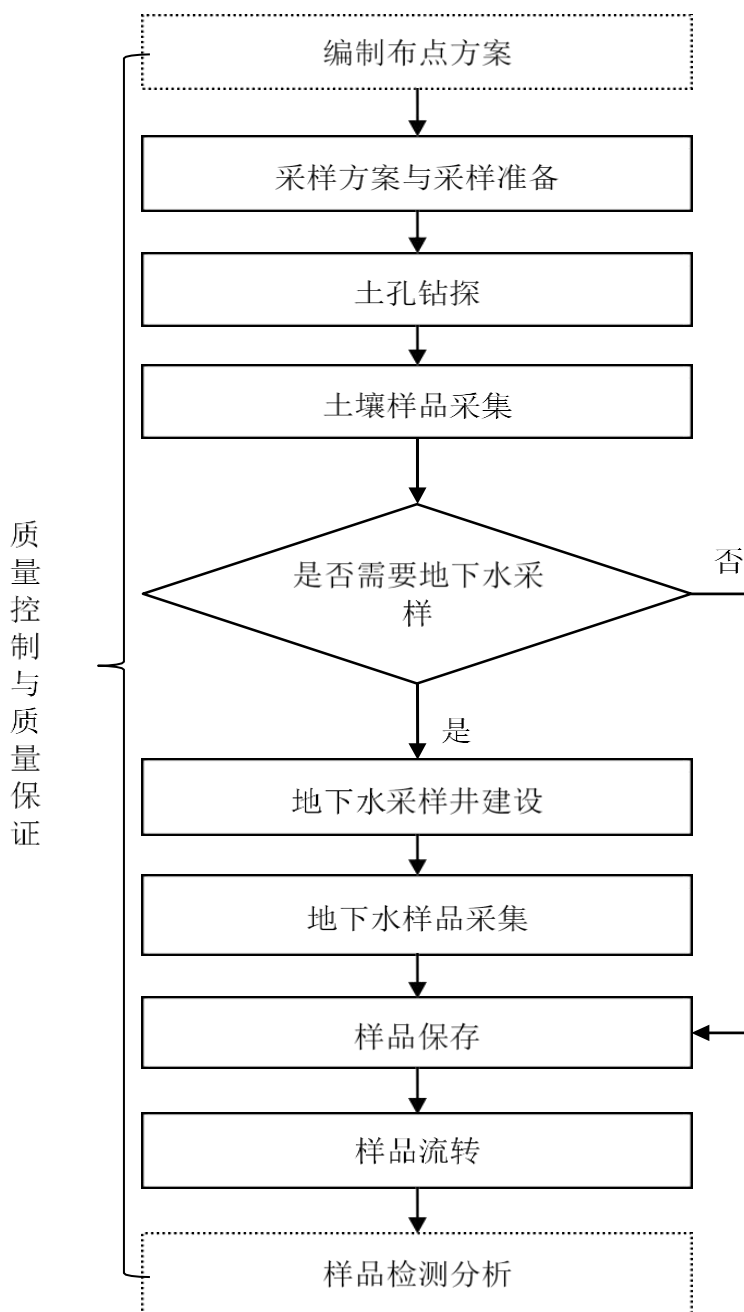 编制布点方案
采样方案与采样准备
土孔钻探
土壤样品采集
是否需要地下水采
样
否
是
地下水采样井建设
地下水样品采集
样品保存
样品流转
样品检测分析
质
量
控
制
与
质
量
保
证